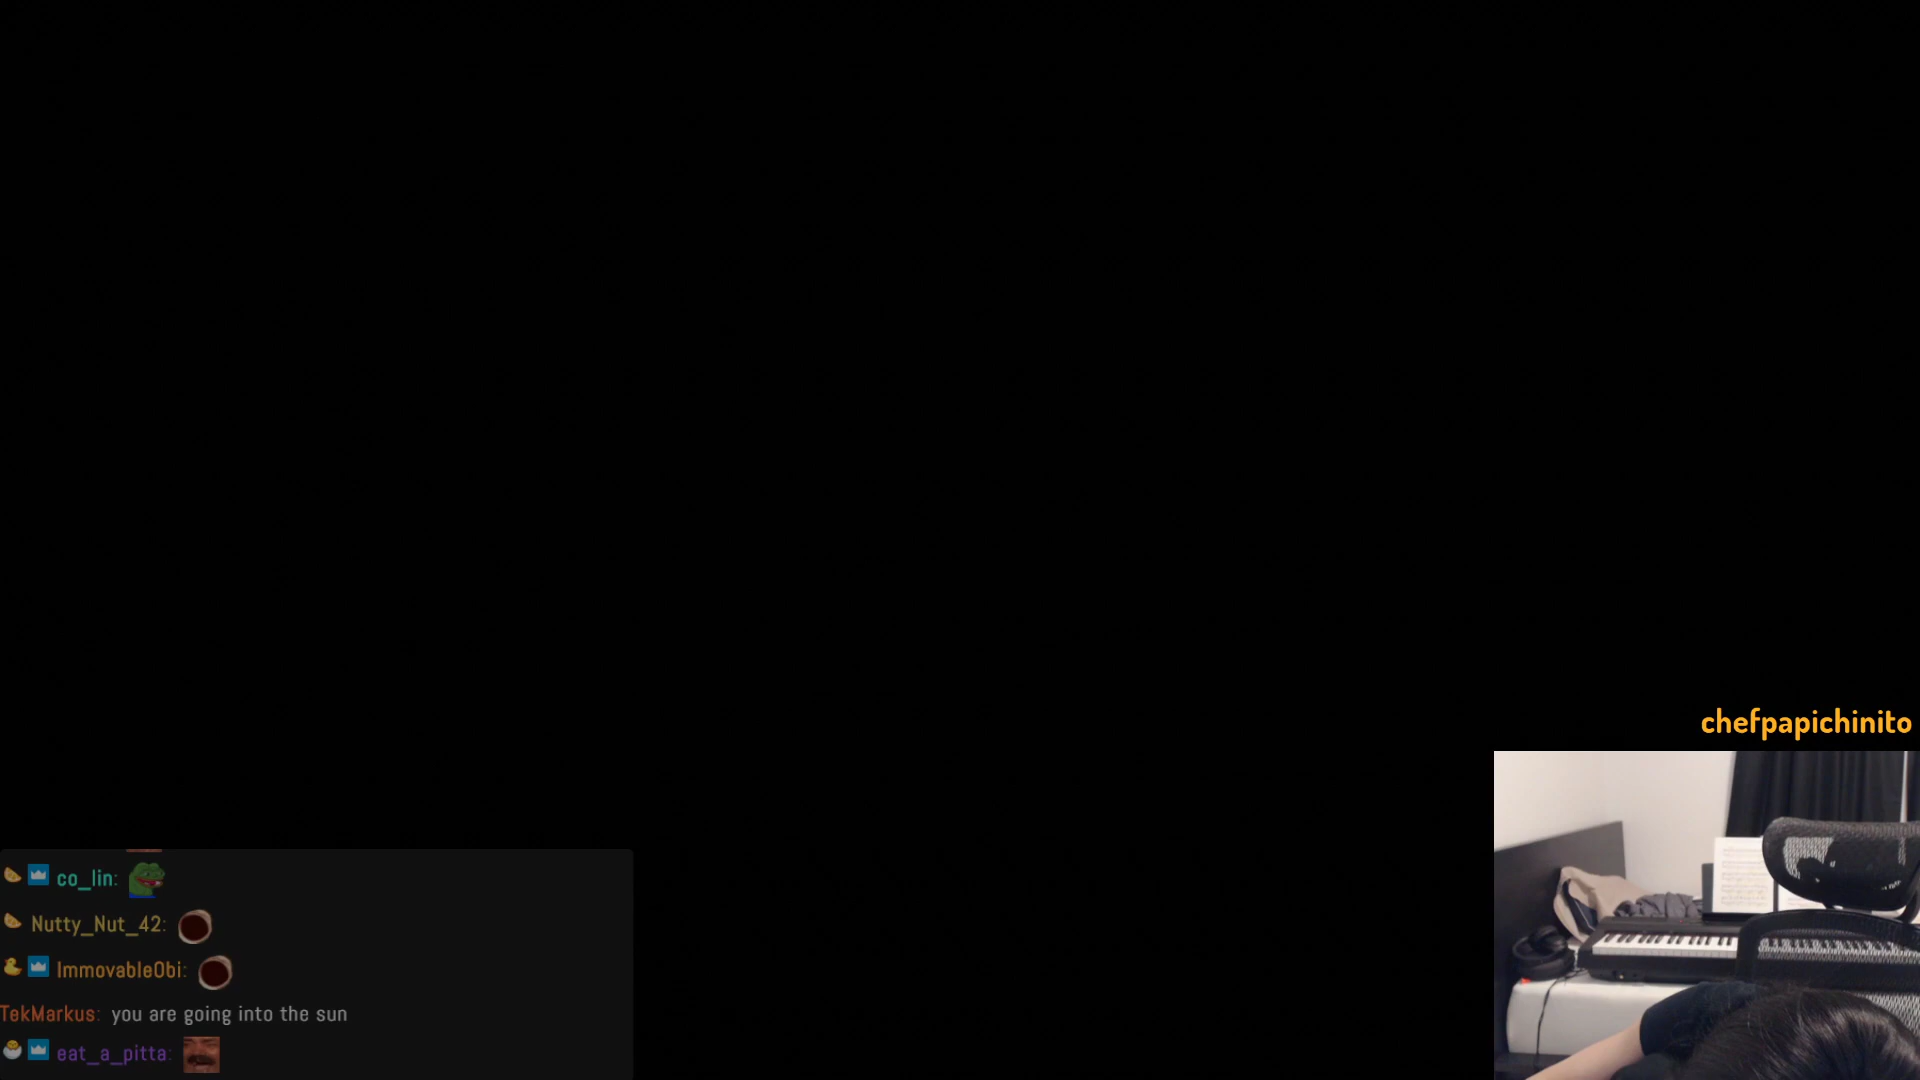 chefpapichinito
co_lin:
Nutty_Nut_42:
ImmovableObi:
TekMarkus: you are going into the sun
eat_a_pitta: